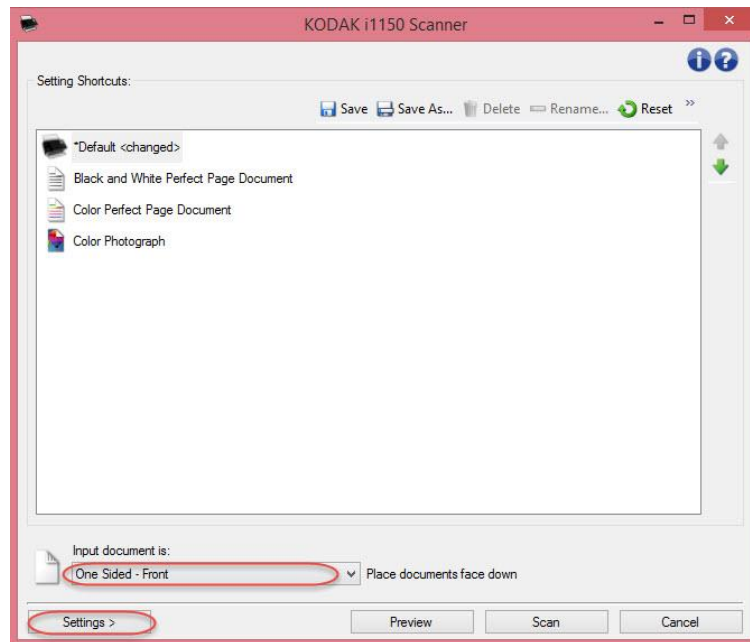 KODAK i1150 Scanner
Setting Shortcuts:
Save Save As... Delete Rename... Reset »
*Default <changed>
Black and White Perfect Page Document
Color Perfect Page Document
Color Photograph
Input document is:
One Sided - Front Place documents face down
Settings > Preview Scan Cancel